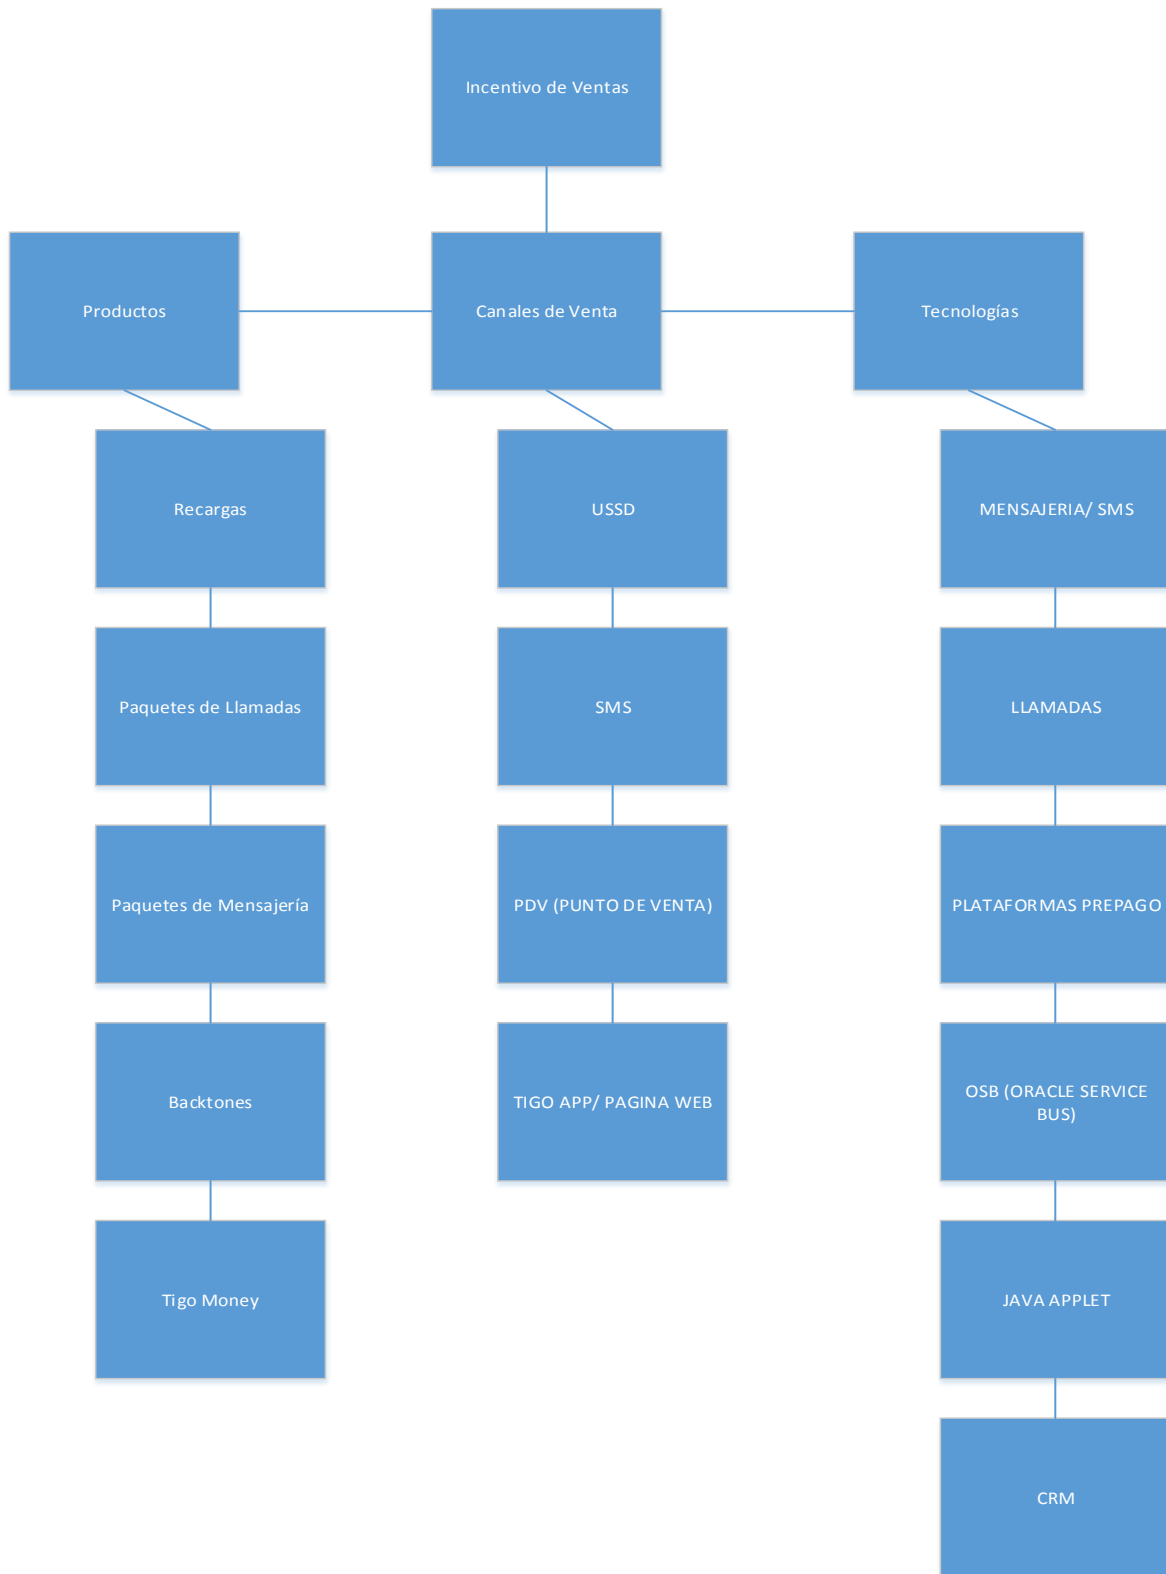 Incentivo de Ventas
Productos
Canales de Venta
Tecnologías
Recargas
USSD
MENSAJERIA/ SMS
Paquetes de Llamadas
SMS
LLAMADAS
Paquetes de Mensajería
PDV (PUNTO DE VENTA)
PLATAFORMAS PREPAGO
Backtones
TIGO APP/ PAGINA WEB
OSB (ORACLE SERVICE
BUS)
Tigo Money
JAVA APPLET
CRM